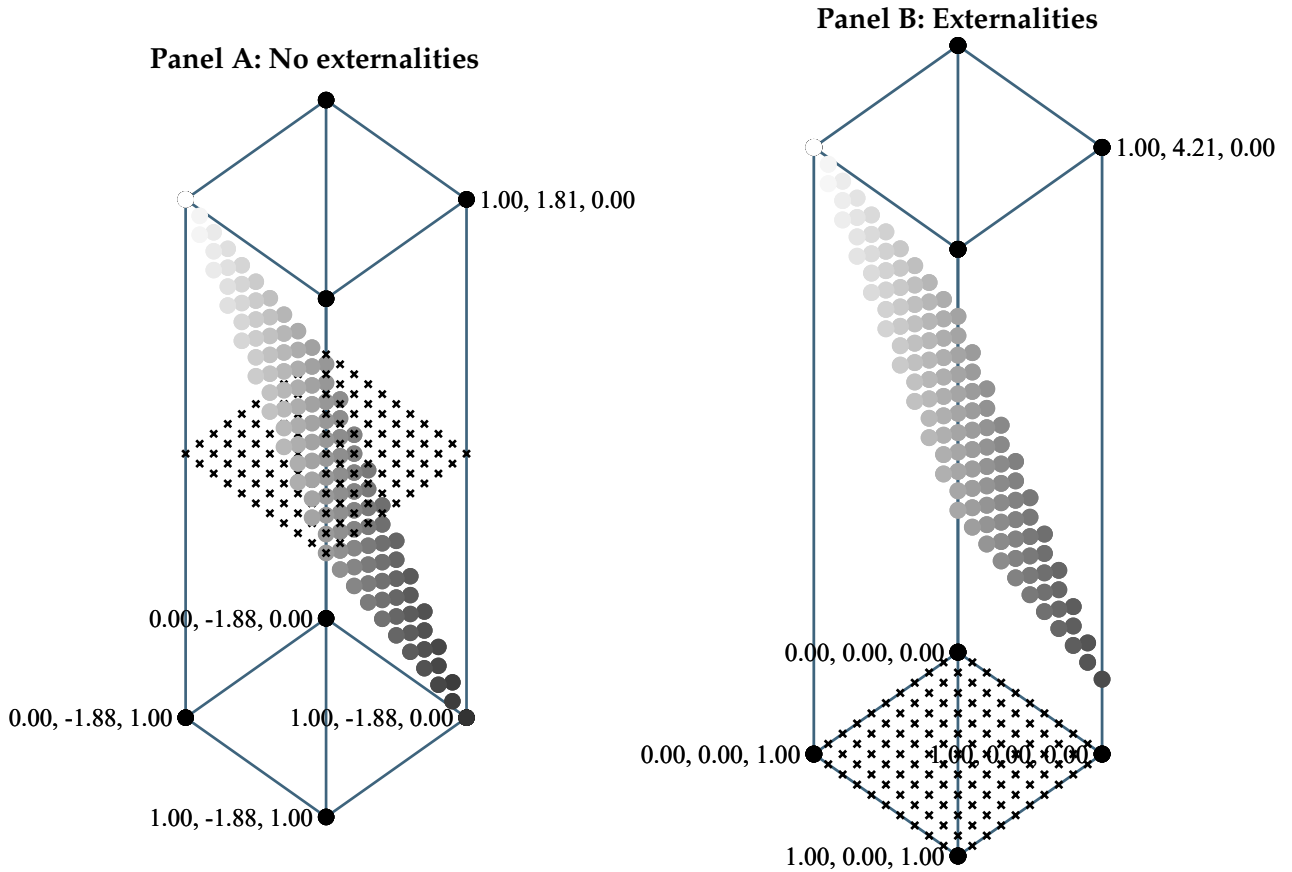 Panel A: No externalities
1.00, 1.81, 0.00
0.00, -1.88, 0.00
0.00, -1.88, 1.00
1.00, -1.88, 0.00
1.00, -1.88, 1.00
Panel B: Externalities
1.00, 4.21, 0.00
0.00, 0.00, 0.00
0.00, 0.00, 1.00
1.00, 0.00, 0.00
1.00, 0.00, 1.00